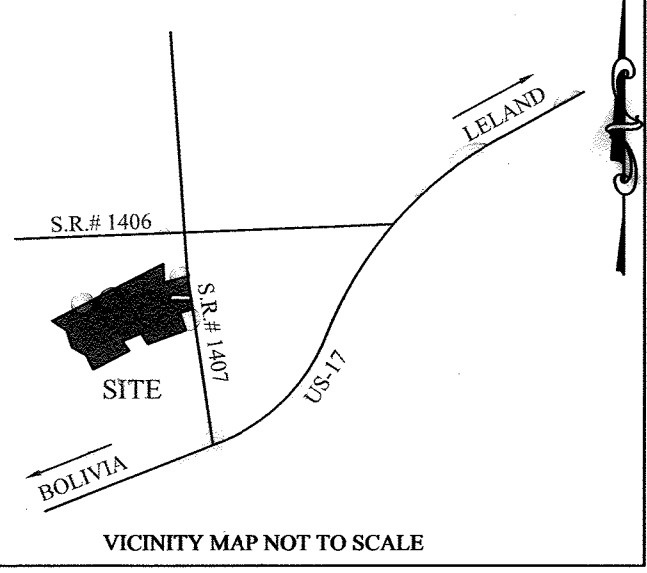 LELAND
S.R.# 1406
S.R.# 1407
SITE
US-17
BOLIVIA
VICINITY MAP NOT TO SCALE